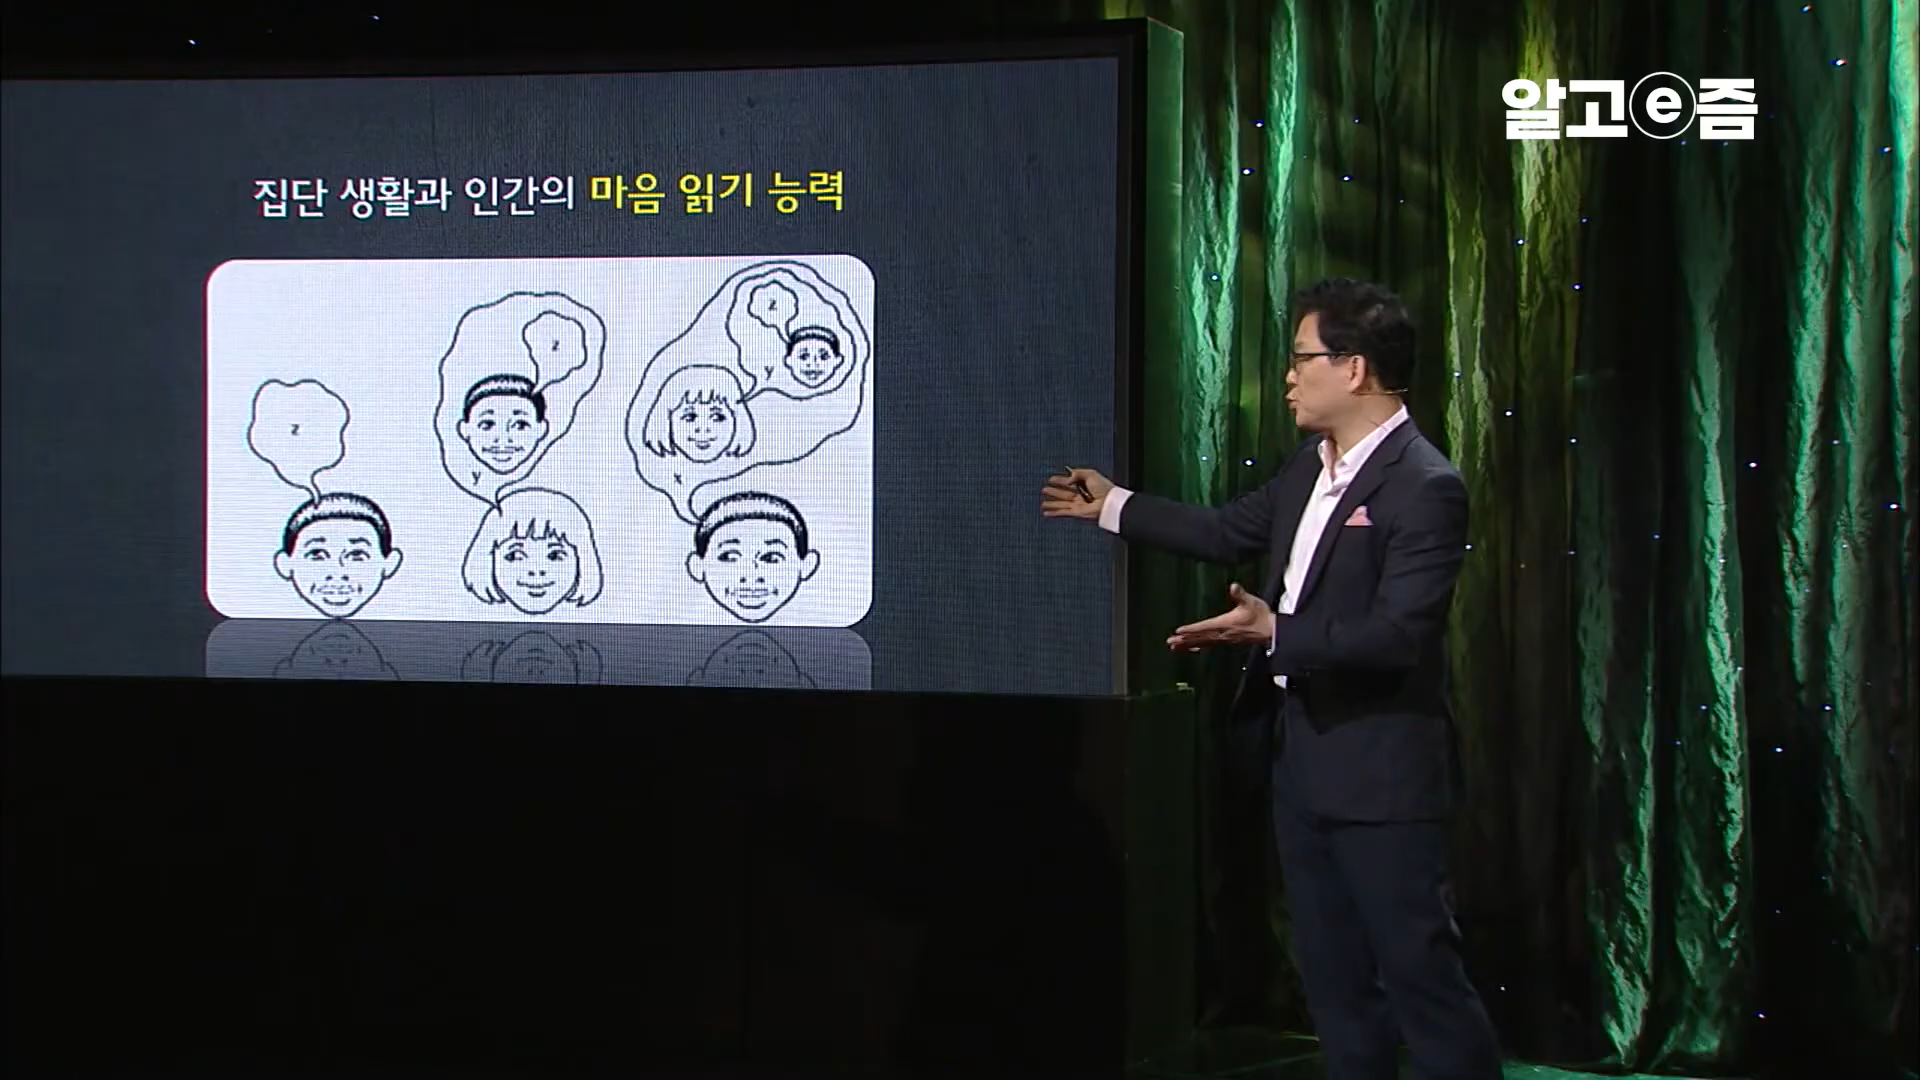 알고e즘
집단 생활과 인간의 마음 읽기 능력
z
z
y
z
y
x